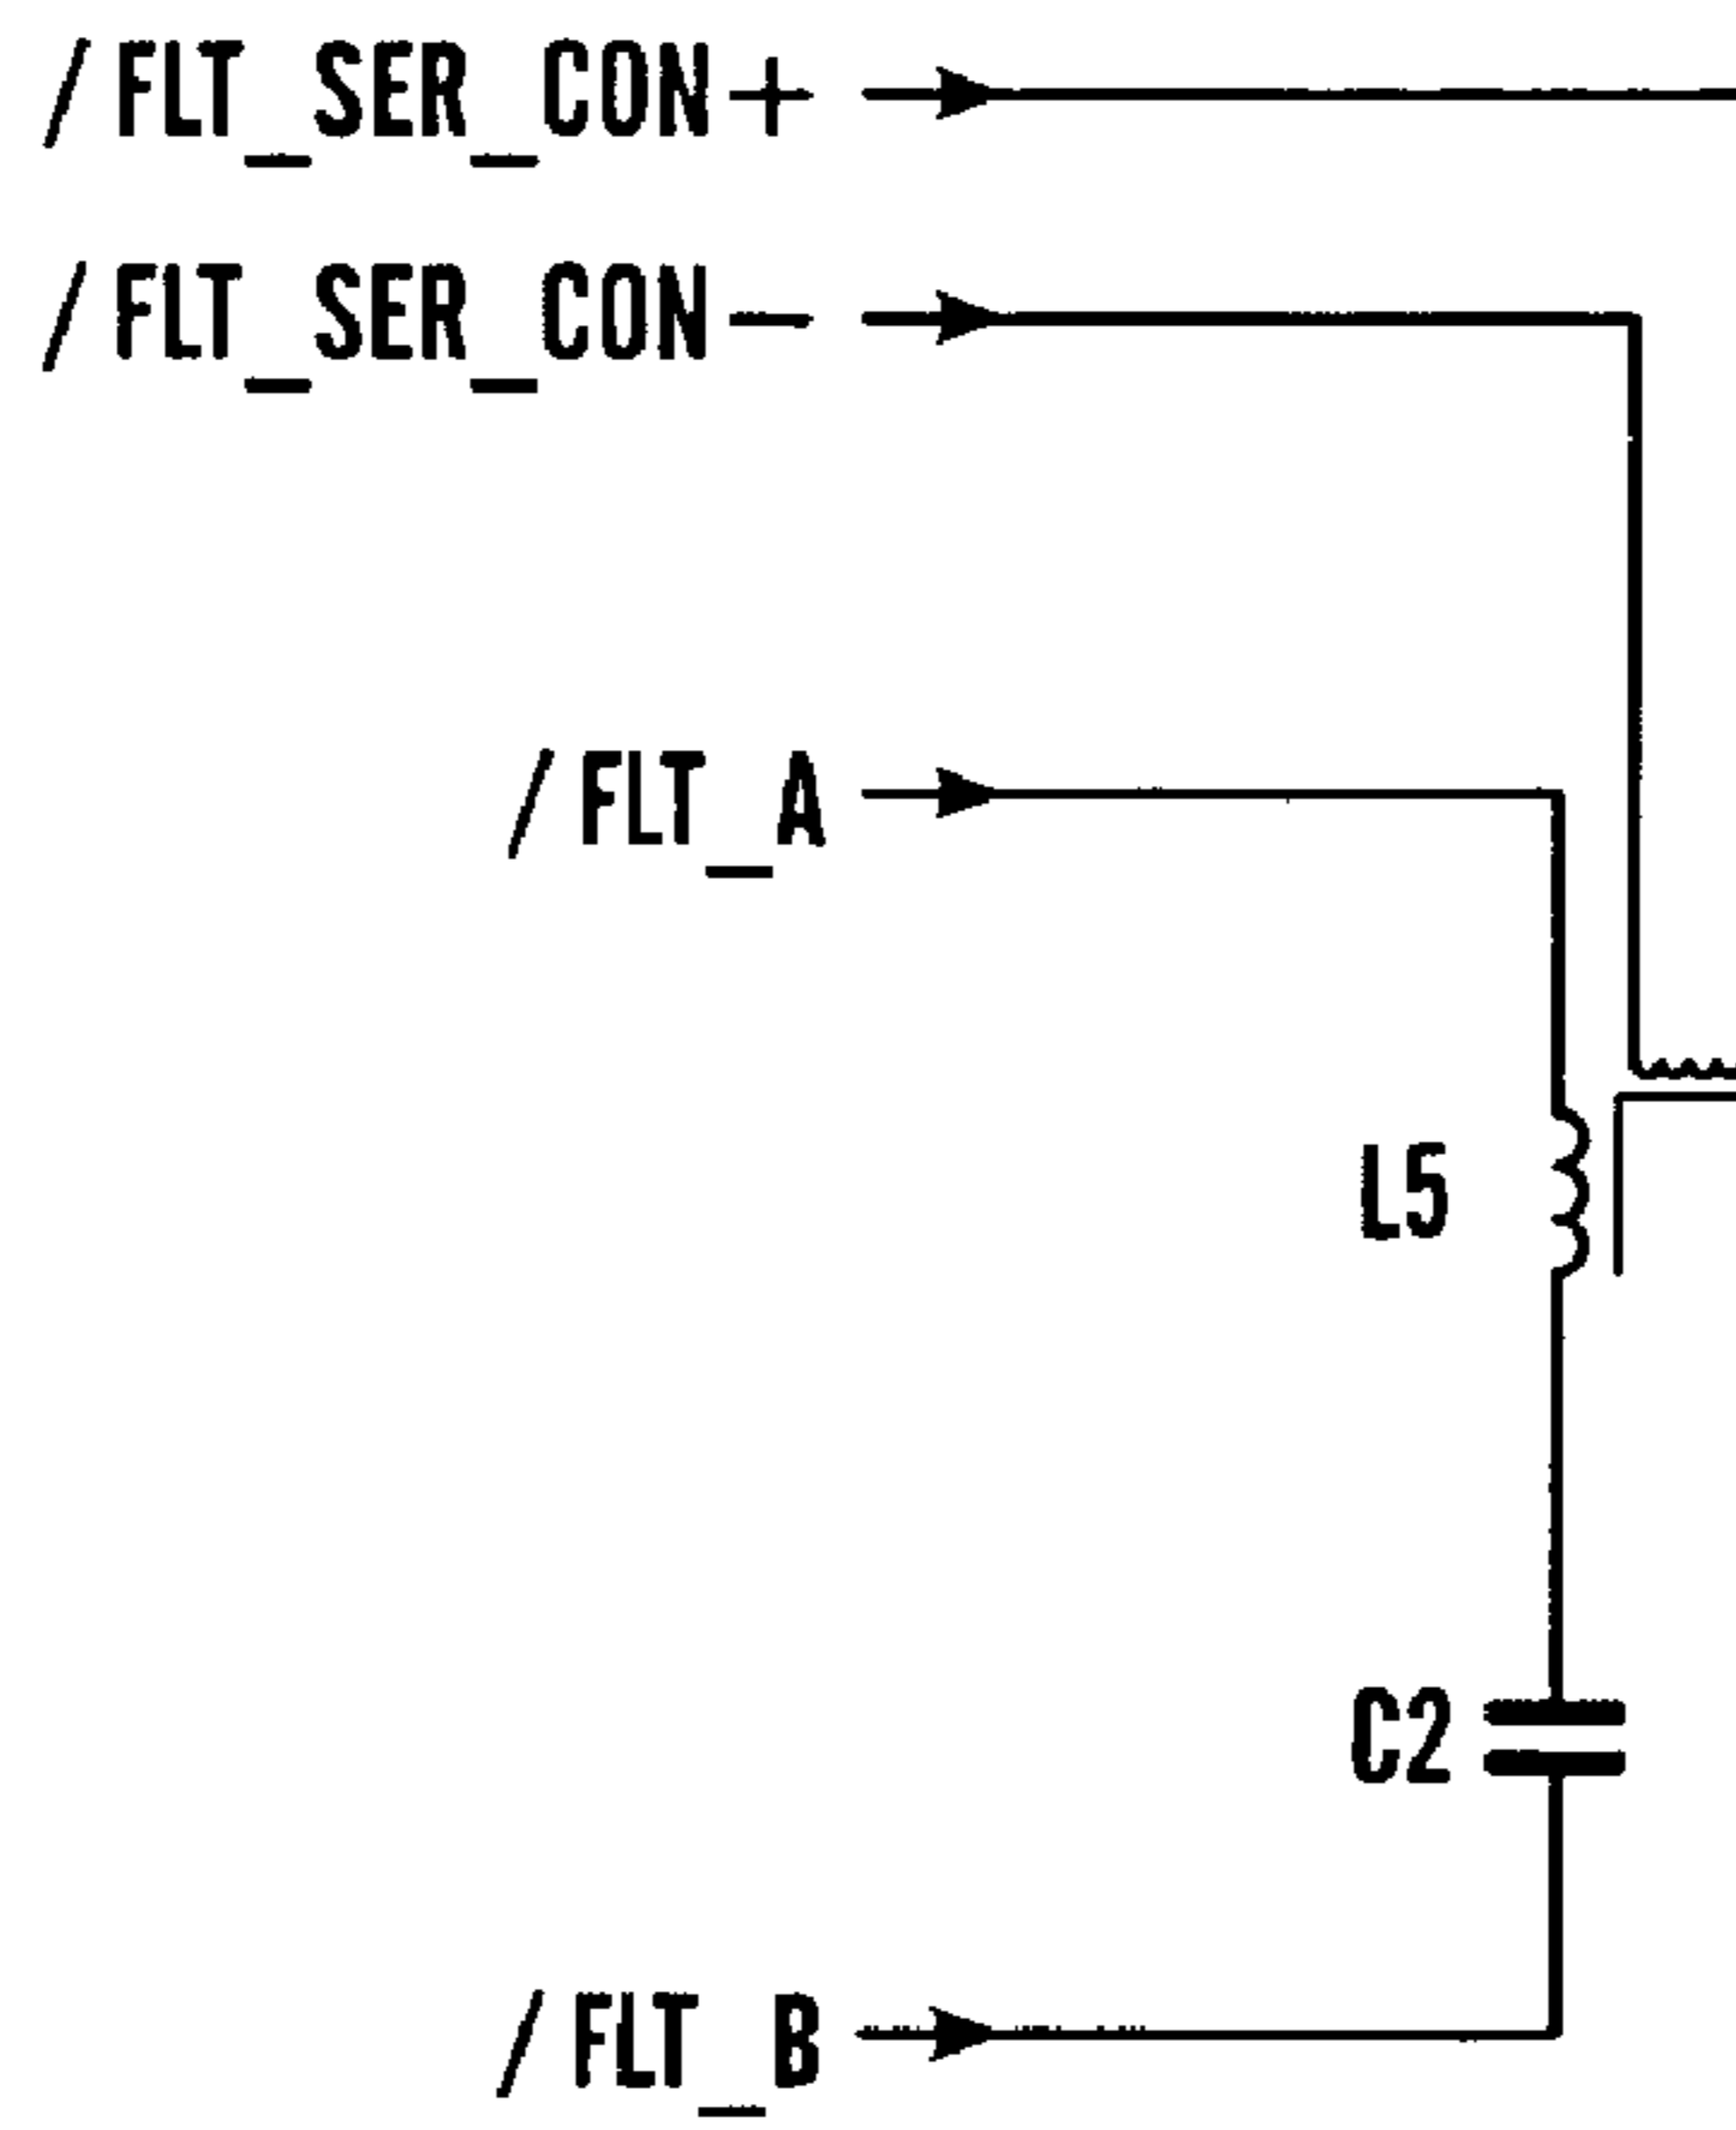 /FLT_SER_CON+
/FLT_SER_CON-
/FLT_A
L5
C2
/FLT_B